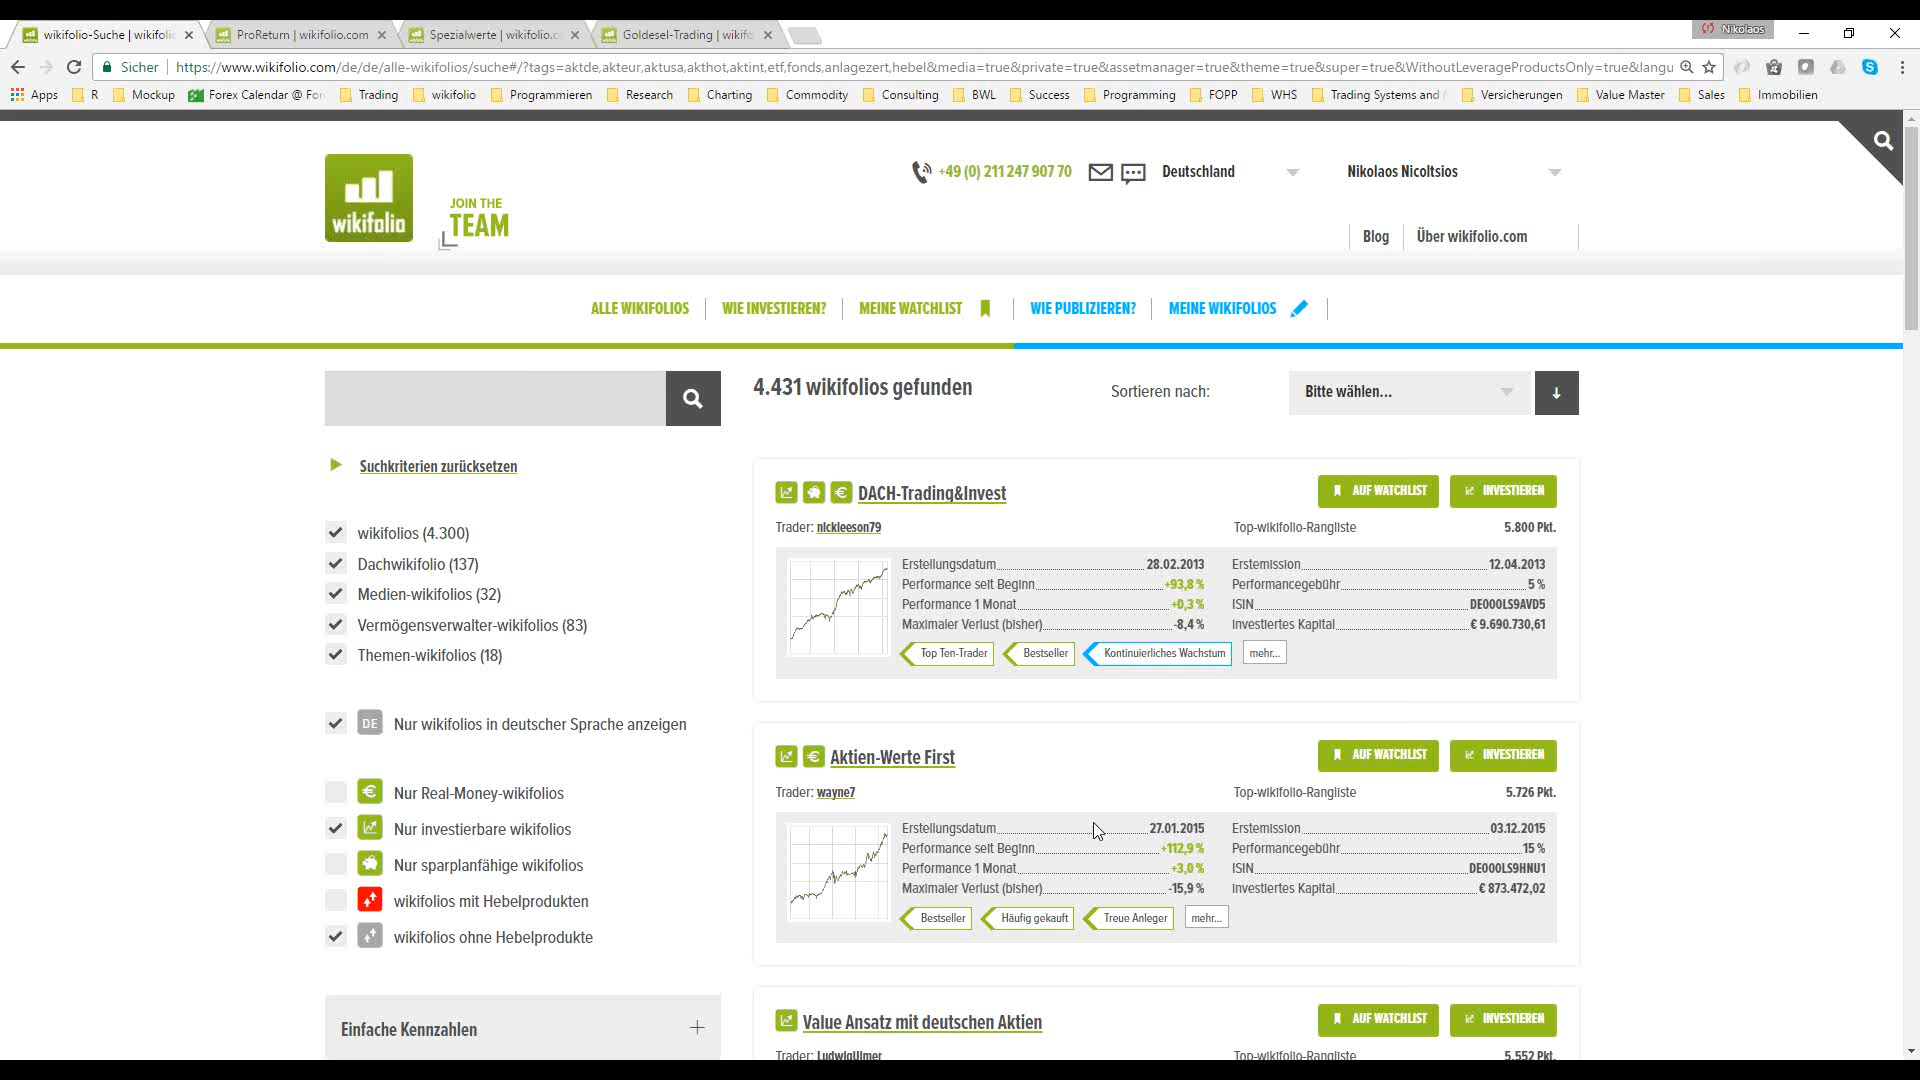 wikifolio-Suche | wikifoli
ProReturn | wikifolio.com
Spezialwerte | wikifolio.c
Goldesel-Trading | wikifo
Nikolaos
Sicher
https://www.wikifolio.com/de/de/alle-wikifolios/suche#/?tags=aktde,akteur,aktusa,akthot,aktint,etf,fonds,anlagezert,hebel&media=true&private=true&assetmanager=true&theme=true&super=true&WithoutLeverageProductsOnly=true&langu
Apps R Mockup Forex Calendar @ For Trading wikifolio Programmieren Research Charting Commodity Consulting BWL Success Programming FOPP WHS Trading Systems and Versicherungen Value Master Sales Immobilien
wikifolio
JOIN THE
TEAM
+49 (0) 211 247 907 70
Deutschland
Nikolaos Nicoltsios
Blog
Über wikifolio.com
ALLE WIKIFOLIOS
WIE INVESTIEREN?
MEINE WATCHLIST
WIE PUBLIZIEREN?
MEINE WIKIFOLIOS
4.431 wikifolios gefunden
Sortieren nach:
Bitte wählen...
Suchkriterien zurücksetzen
wikifolios (4.300)
Dachwikifolio (137)
Medien-wikifolios (32)
Vermögensverwalter-wikifolios (83)
Themen-wikifolios (18)
DE Nur wikifolios in deutscher Sprache anzeigen
Nur Real-Money-wikifolios
Nur investierbare wikifolios
Nur sparplanfähige wikifolios
wikifolios mit Hebelprodukten
wikifolios ohne Hebelprodukte
Einfache Kennzahlen
DACH-Trading&Invest
AUF WATCHLIST
INVESTIEREN
Trader: nickleeson79
Top-wikifolio-Rangliste 5.800 Pkt.
Erstellungsdatum 28.02.2013
Performance seit Beginn +93,8 %
Performance 1 Monat +0,3 %
Maximaler Verlust (bisher) -8,4 %
Erstemission 12.04.2013
Performancegebühr 5 %
ISIN DE000LS9AVD5
Investiertes Kapital € 9.690.730,61
Top Ten-Trader
Bestseller
Kontinuierliches Wachstum
mehr...
Aktien-Werte First
AUF WATCHLIST
INVESTIEREN
Trader: wayne7
Top-wikifolio-Rangliste 5.726 Pkt.
Erstellungsdatum 27.01.2015
Performance seit Beginn +112,9 %
Performance 1 Monat +3,0 %
Maximaler Verlust (bisher) -15,9 %
Erstemission 03.12.2015
Performancegebühr 15 %
ISIN DE000LS9HNU1
Investiertes Kapital € 873.472,02
Bestseller
Häufig gekauft
Treue Anleger
mehr...
Value Ansatz mit deutschen Aktien
AUF WATCHLIST
INVESTIEREN
Trader: LudwigUlmer
Top-wikifolio-Rangliste 5.552 Pkt.